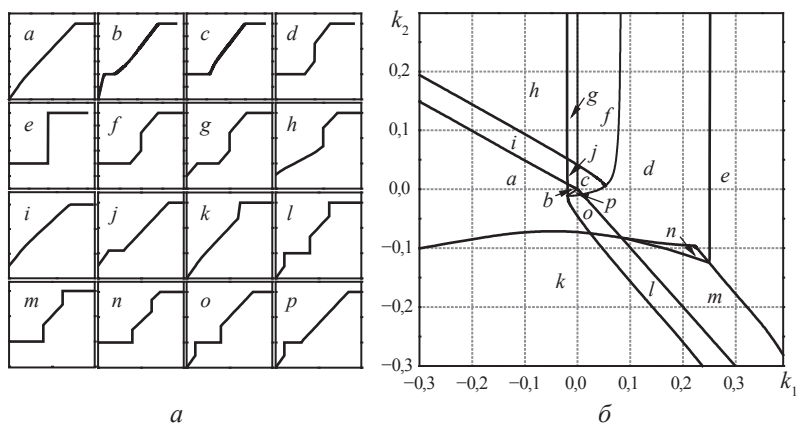 a b c d
e f g h
i j k l
m n o p
а
k2
0,2
0,1
0,0
−0,1
−0,2
−0,3
h
g
f
i
j
a
c
d
e
b
p
o
n
k
l
m
−0,3 −0,2 −0,1 0,0 0,1 0,2 0,3
k1
б